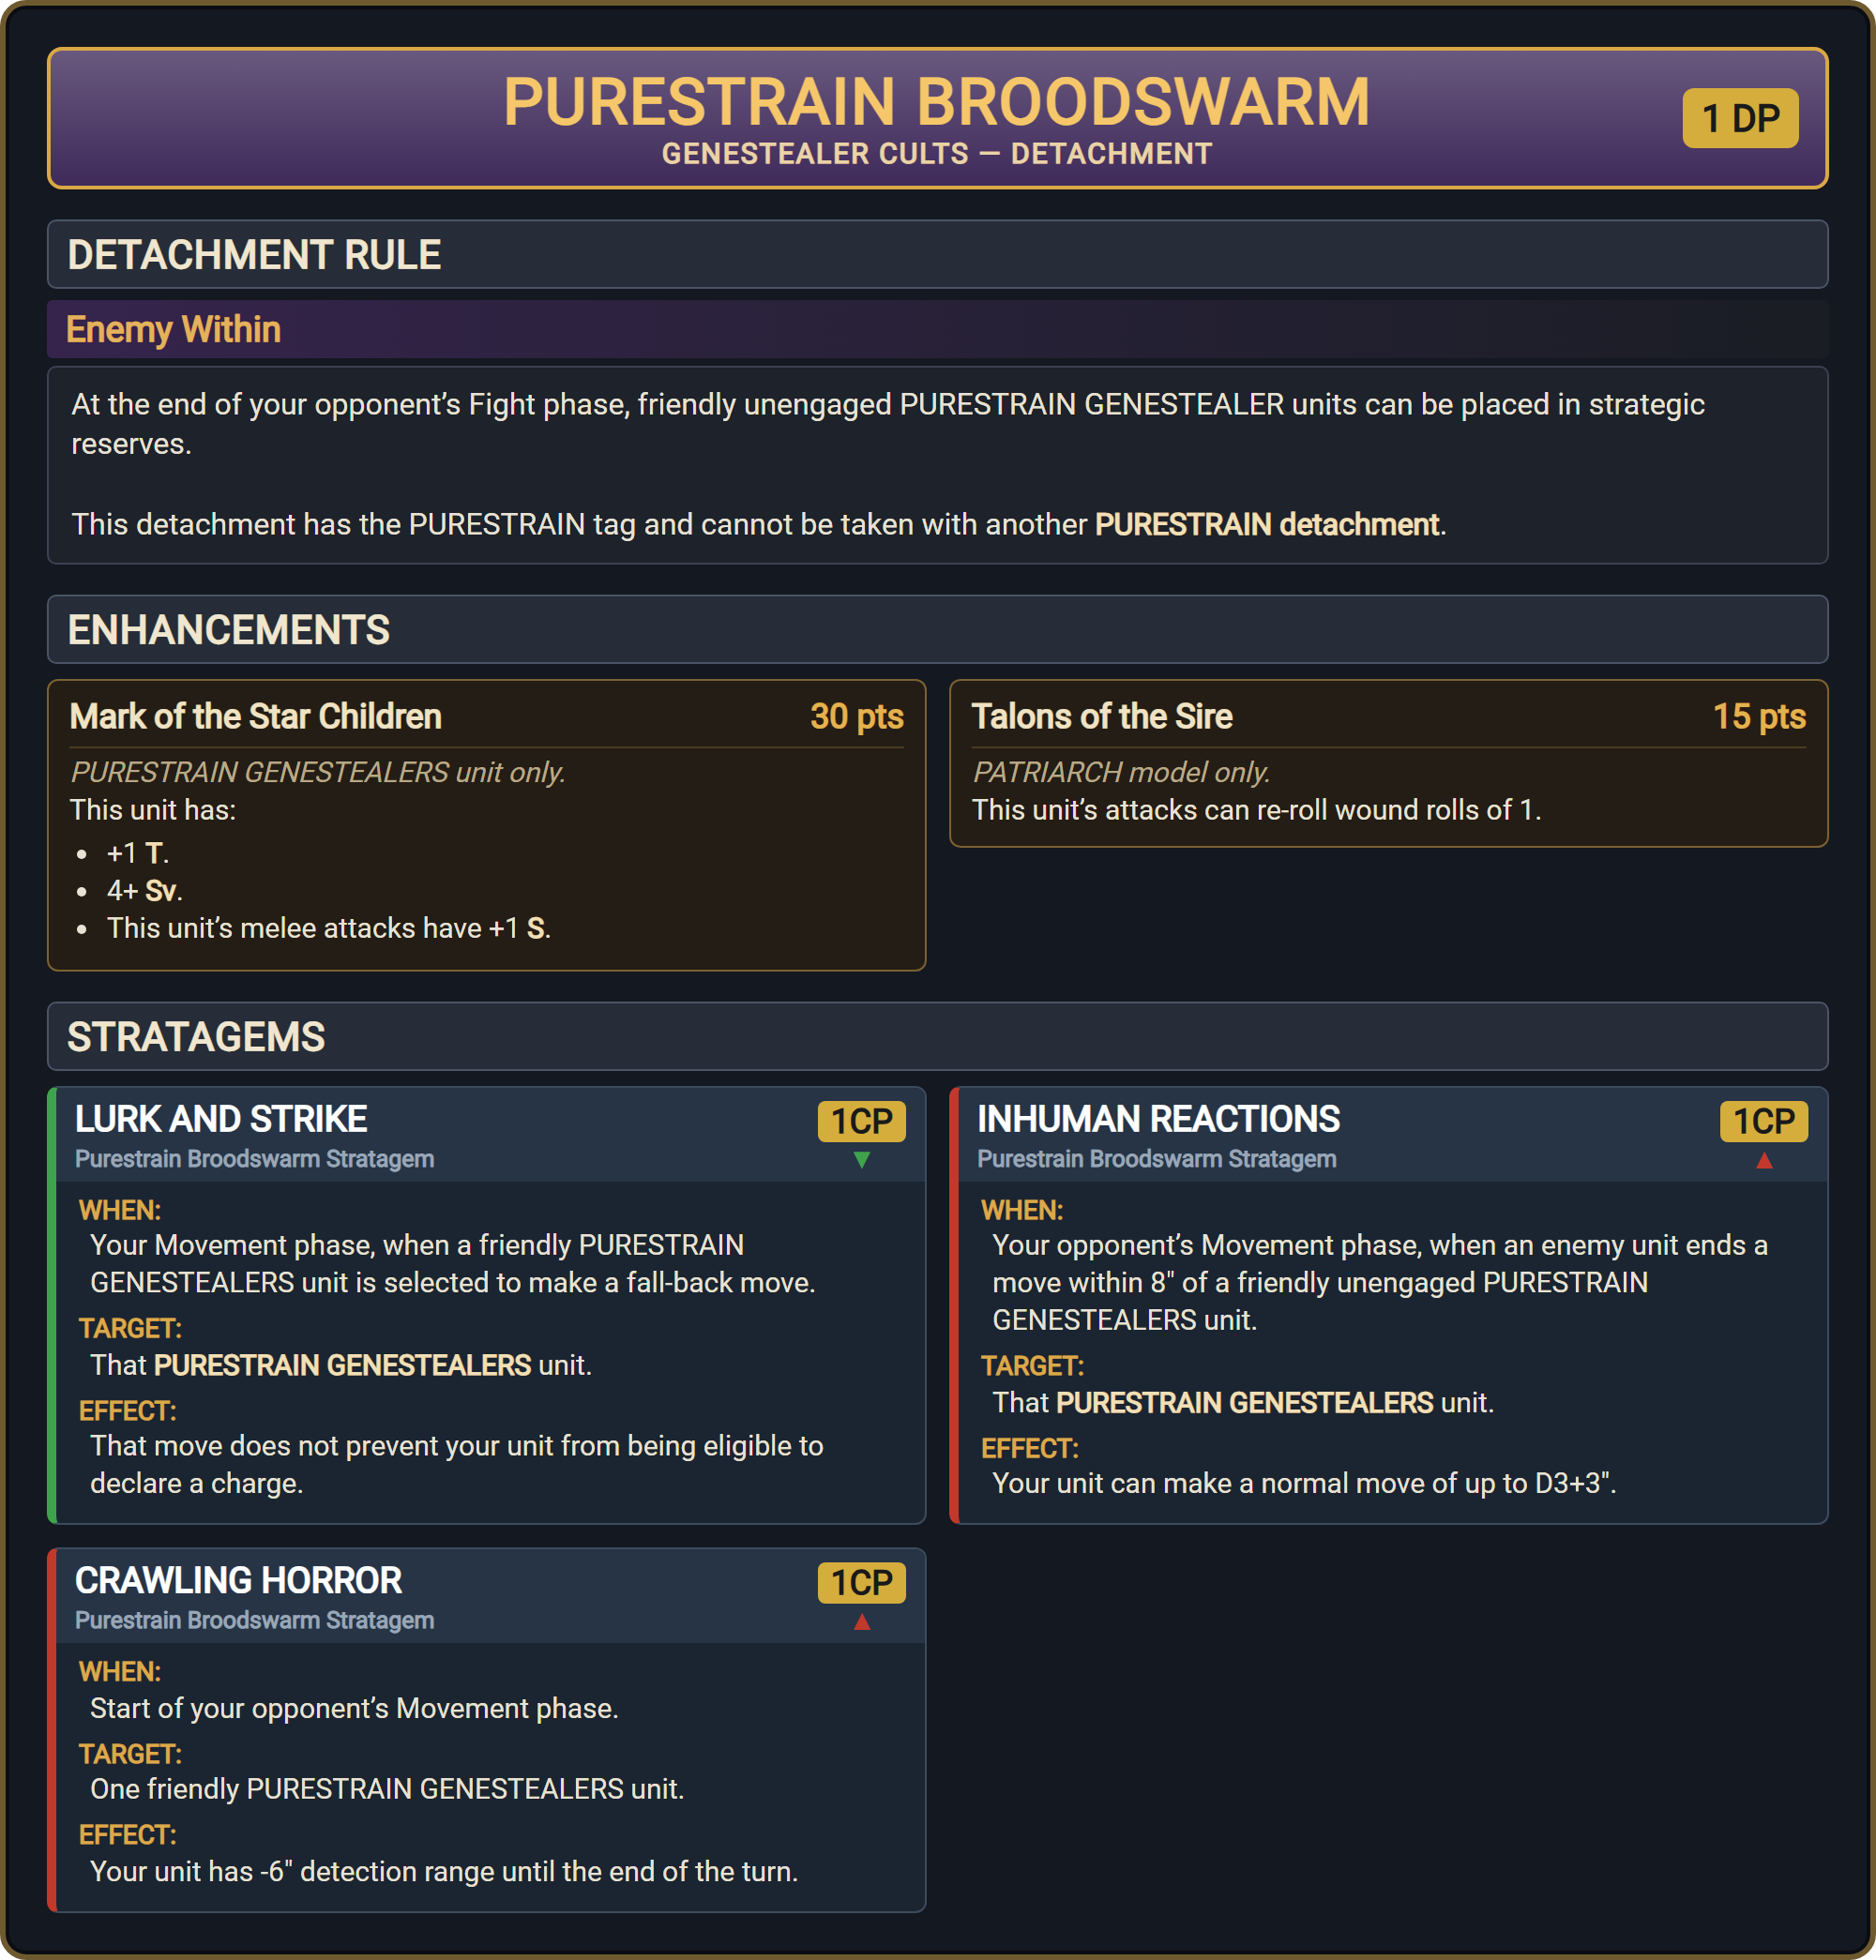 PURESTRAIN BROODSWARM
GENESTEALER CULTS — DETACHMENT
1 DP
DETACHMENT RULE
Enemy Within
At the end of your opponent’s Fight phase, friendly unengaged PURESTRAIN GENESTEALER units can be placed in strategic
reserves.
This detachment has the PURESTRAIN tag and cannot be taken with another PURESTRAIN detachment.
ENHANCEMENTS
Mark of the Star Children
30 pts
PURESTRAIN GENESTEALERS unit only.
This unit has:
• +1 T.
• 4+ Sv.
• This unit’s melee attacks have +1 S.
Talons of the Sire
15 pts
PATRIARCH model only.
This unit’s attacks can re-roll wound rolls of 1.
STRATAGEMS
LURK AND STRIKE
1CP
Purestrain Broodswarm Stratagem
▼
WHEN:
Your Movement phase, when a friendly PURESTRAIN
GENESTEALERS unit is selected to make a fall-back move.
TARGET:
That PURESTRAIN GENESTEALERS unit.
EFFECT:
That move does not prevent your unit from being eligible to
declare a charge.
INHUMAN REACTIONS
1CP
Purestrain Broodswarm Stratagem
▲
WHEN:
Your opponent’s Movement phase, when an enemy unit ends a
move within 8" of a friendly unengaged PURESTRAIN
GENESTEALERS unit.
TARGET:
That PURESTRAIN GENESTEALERS unit.
EFFECT:
Your unit can make a normal move of up to D3+3".
CRAWLING HORROR
1CP
Purestrain Broodswarm Stratagem
▲
WHEN:
Start of your opponent’s Movement phase.
TARGET:
One friendly PURESTRAIN GENESTEALERS unit.
EFFECT:
Your unit has -6" detection range until the end of the turn.